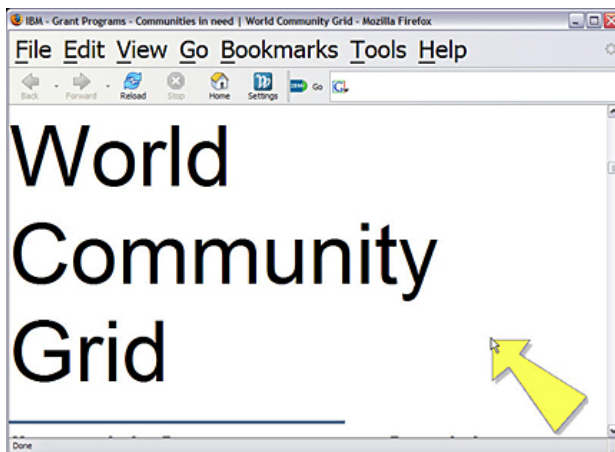 IBM - Grant Programs - Communities in need | World Community Grid - Mozilla Firefox
File Edit View Go Bookmarks Tools Help
Back Forward Reload Stop Home Settings Go
World
Community
Grid
Done